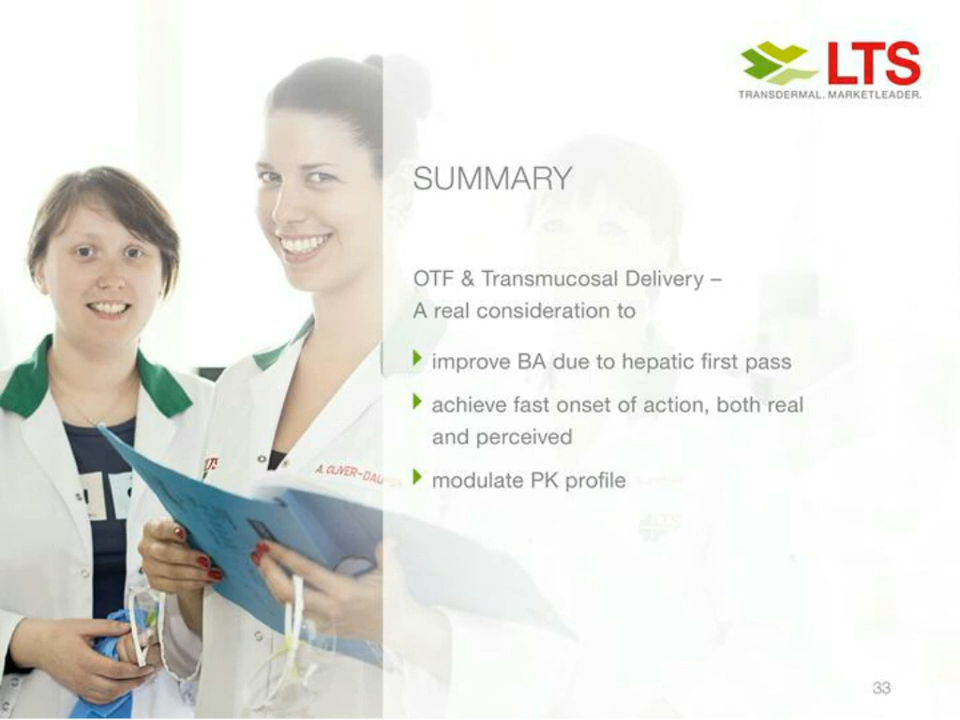 LTS
TRANSDERMAL. MARKETLEADER.
SUMMARY
OTF & Transmucosal Delivery –
A real consideration to
improve BA due to hepatic first pass
achieve fast onset of action, both real
and perceived
modulate PK profile
LTS
33